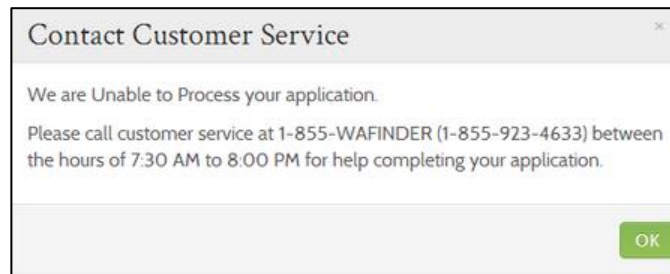 Contact Customer Service
×
We are Unable to Process your application.
Please call customer service at 1-855-WAFINDER (1-855-923-4633) between
the hours of 7:30 AM to 8:00 PM for help completing your application.
OK